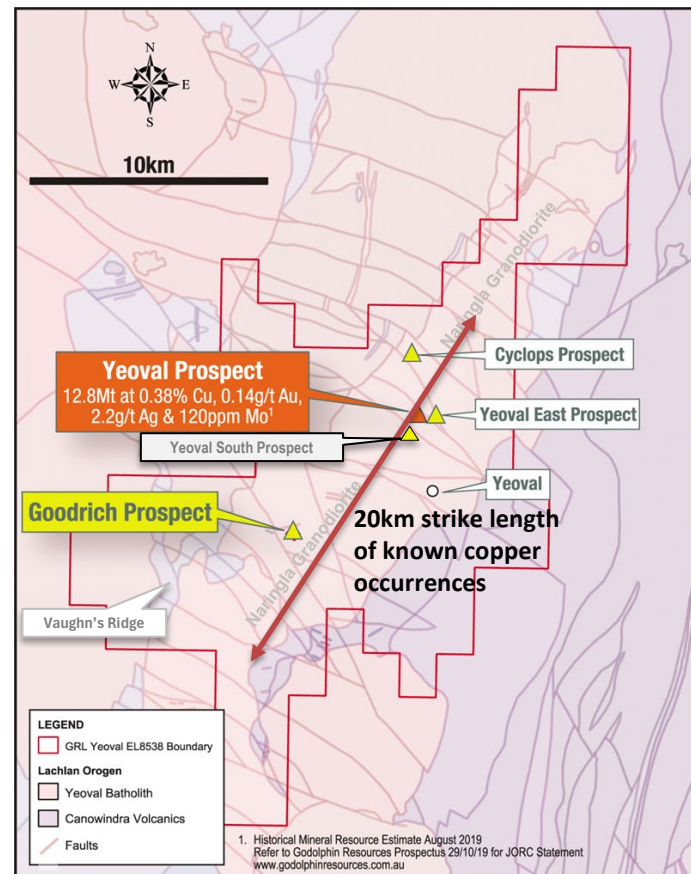 N
W E
S
10km
Naringla Granodiorite
Cyclops Prospect
Yeoval Prospect
12.8Mt at 0.38% Cu, 0.14g/t Au,
2.2g/t Ag & 120ppm Mo¹
Yeoval East Prospect
Yeoval South Prospect
Yeoval
Goodrich Prospect
20km strike length
of known copper
occurrences
Naringla Granodiorite
Vaughn's Ridge
LEGEND
GRL Yeoval EL8538 Boundary
Lachlan Orogen
Yeoval Batholith
Canowindra Volcanics
Faults
1. Historical Mineral Resource Estimate August 2019
Refer to Godolphin Resources Prospectus 29/10/19 for JORC Statement
www.godolphinresources.com.au